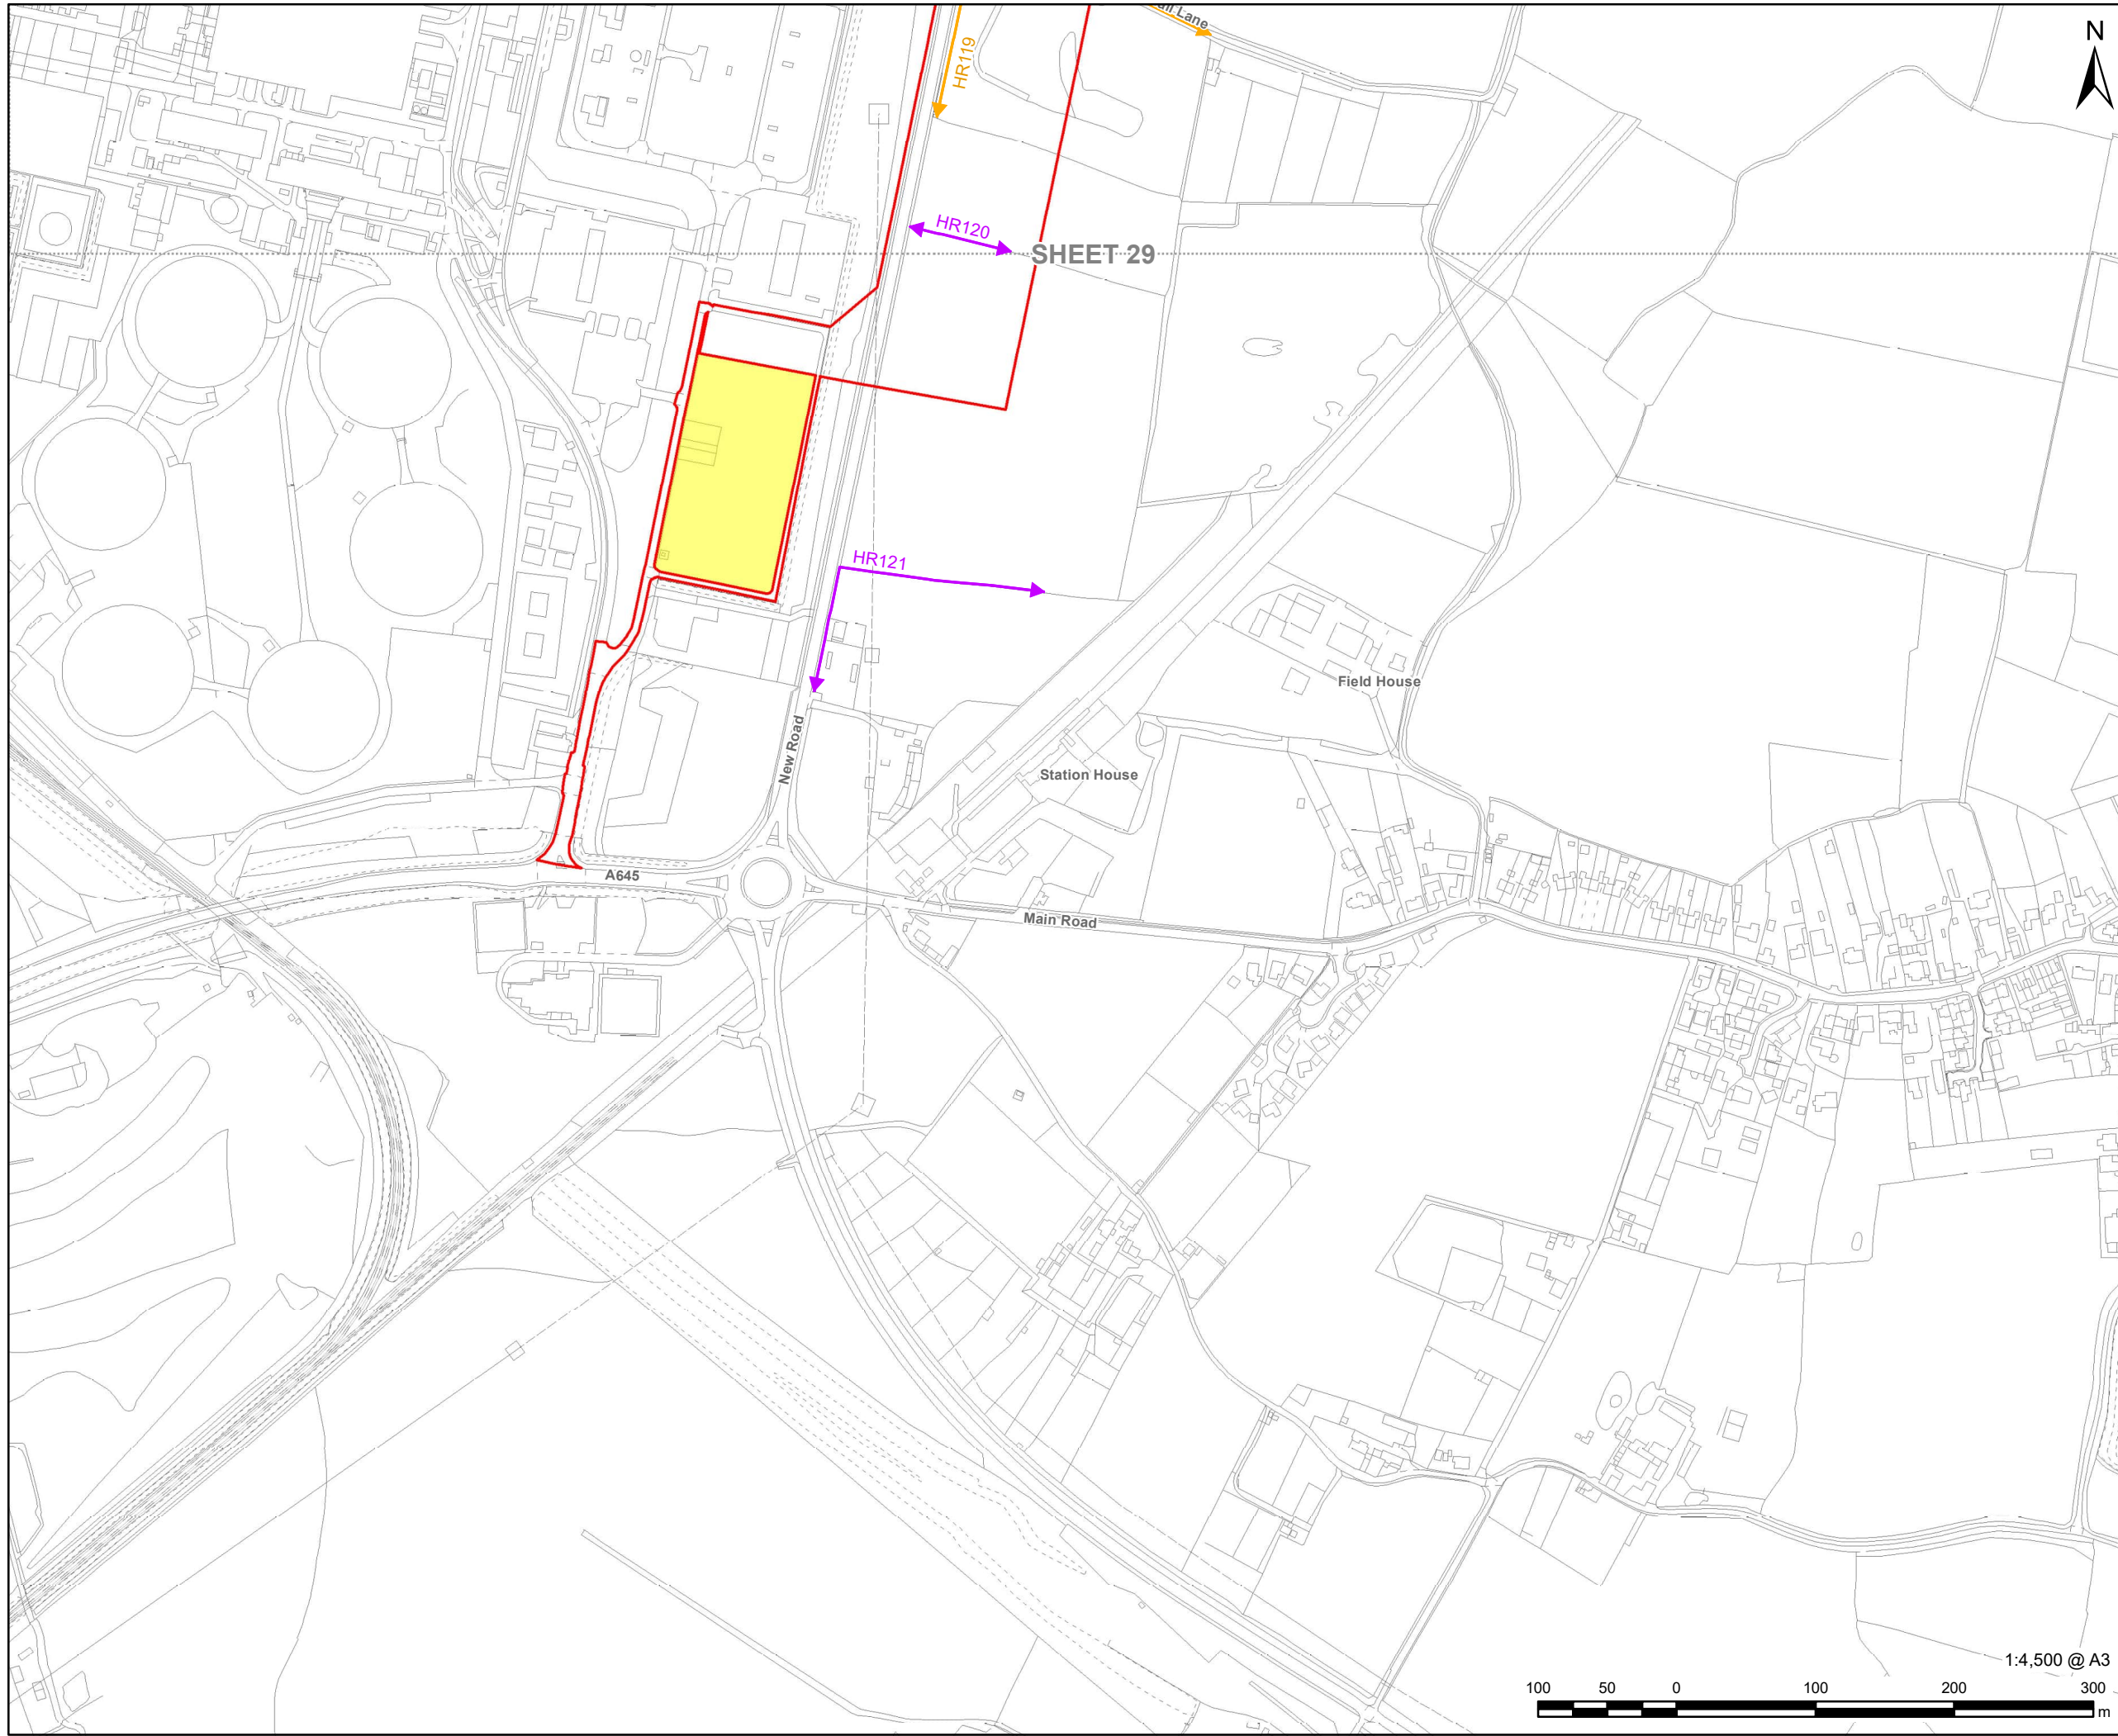 Lane
N
HR119
HR120
SHEET 29
HR121
Field House
New Road
Station House
A645
Main Road
1:4,500 @ A3
100 50 0 100 200 300
m